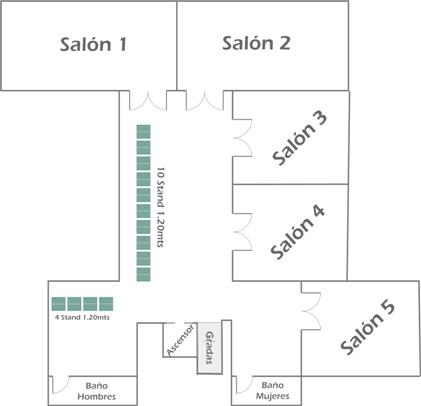 Salón 1
Salón 2
Salón 3
10 Stand 1.20mts
Salón 4
4 Stand 1.20mts
Ascensor
Gradas
Salón 5
Baño
Hombres
Baño
Mujeres